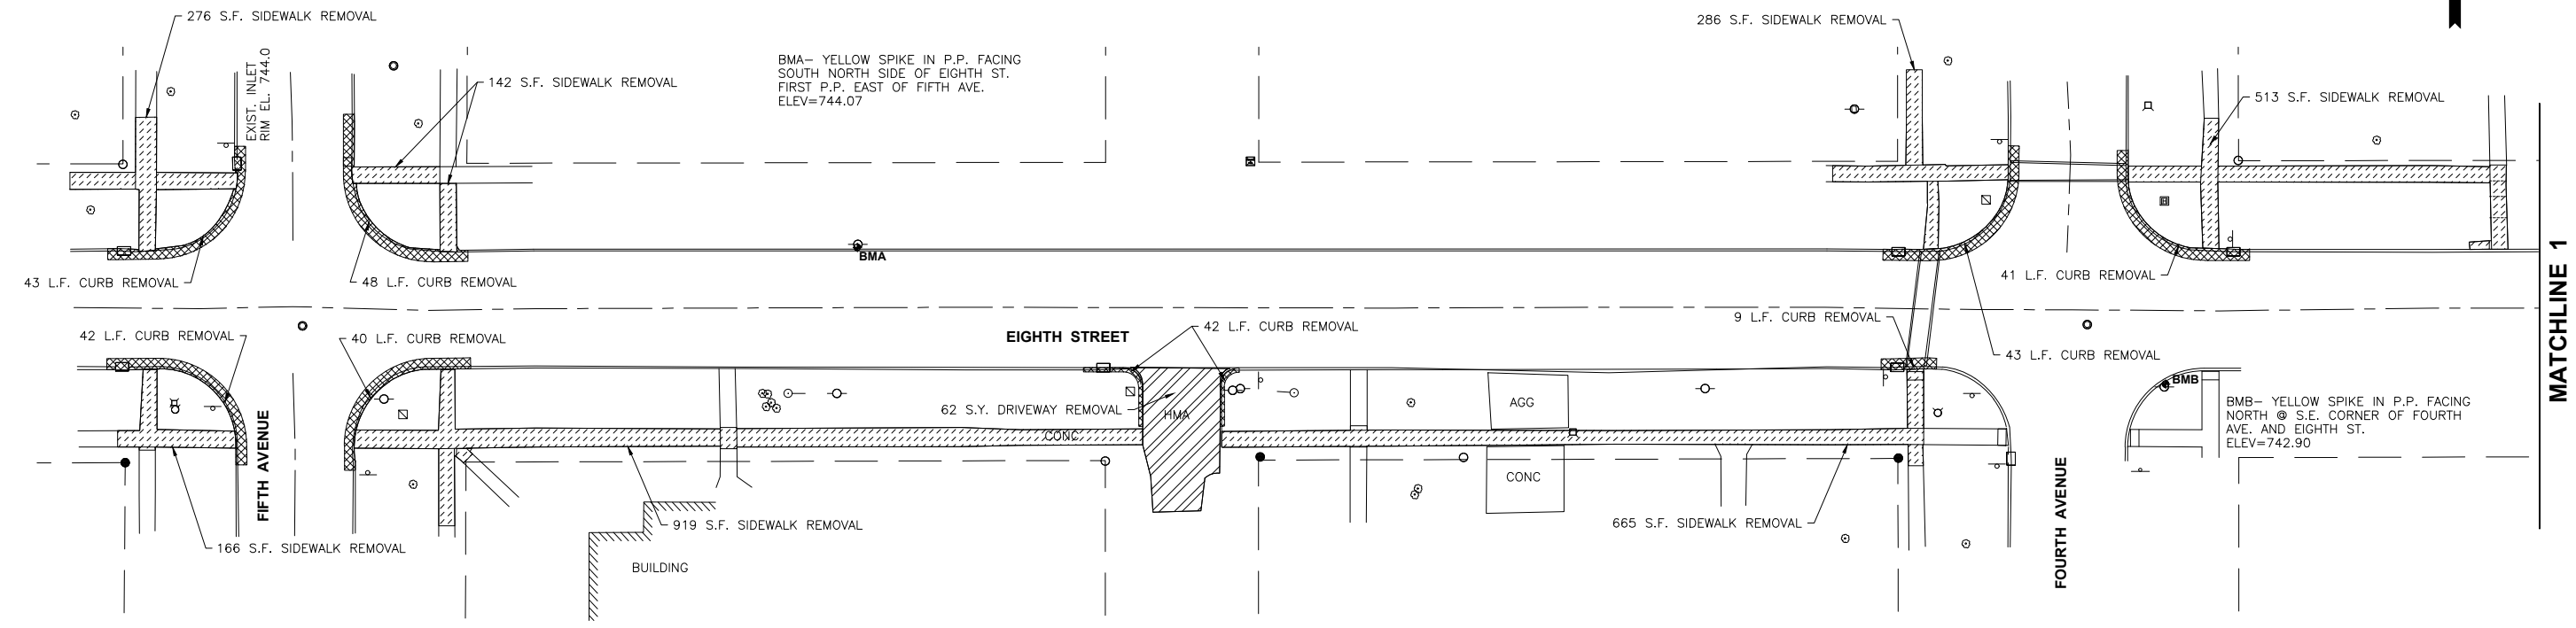 276 S.F. SIDEWALK REMOVAL
286 S.F. SIDEWALK REMOVAL
EXIST. INLET
RIM EL. 744.0
142 S.F. SIDEWALK REMOVAL
BMA- YELLOW SPIKE IN P.P. FACING
SOUTH NORTH SIDE OF EIGHTH ST.
FIRST P.P. EAST OF FIFTH AVE.
ELEV=744.07
513 S.F. SIDEWALK REMOVAL
BMA
43 L.F. CURB REMOVAL
48 L.F. CURB REMOVAL
41 L.F. CURB REMOVAL
MATCHLINE 1
42 L.F. CURB REMOVAL
40 L.F. CURB REMOVAL
EIGHTH STREET
42 L.F. CURB REMOVAL
9 L.F. CURB REMOVAL
43 L.F. CURB REMOVAL
BMB
62 S.Y. DRIVEWAY REMOVAL
HMA
AGG
BMB- YELLOW SPIKE IN P.P. FACING
NORTH @ S.E. CORNER OF FOURTH
AVE. AND EIGHTH ST.
ELEV=742.90
CONC
FIFTH AVENUE
CONC
FOURTH AVENUE
919 S.F. SIDEWALK REMOVAL
665 S.F. SIDEWALK REMOVAL
166 S.F. SIDEWALK REMOVAL
BUILDING